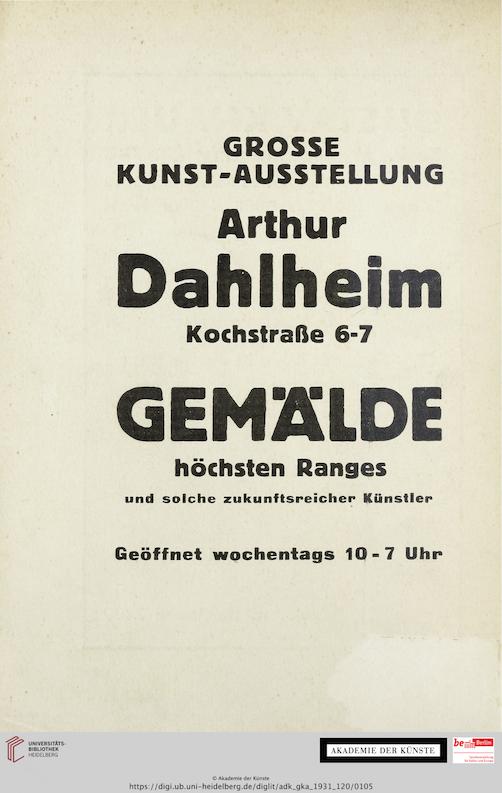 GROSSE
KUNST-AUSSTELLUNG
Arthur
Dahlheim
Kochstraße 6-7
GEMÄLDE
höchsten Ranges
und solche zukunftsreicher Künstler
Geöffnet wochentags 10 - 7 Uhr
UNIVERSITÄTS-
BIBLIOTHEK
HEIDELBERG
AKADEMIE DER KÜNSTE
be Berlin
© Akademie der Künste
https://digi.ub.uni-heidelberg.de/diglit/adk_gka_1931_120/0105